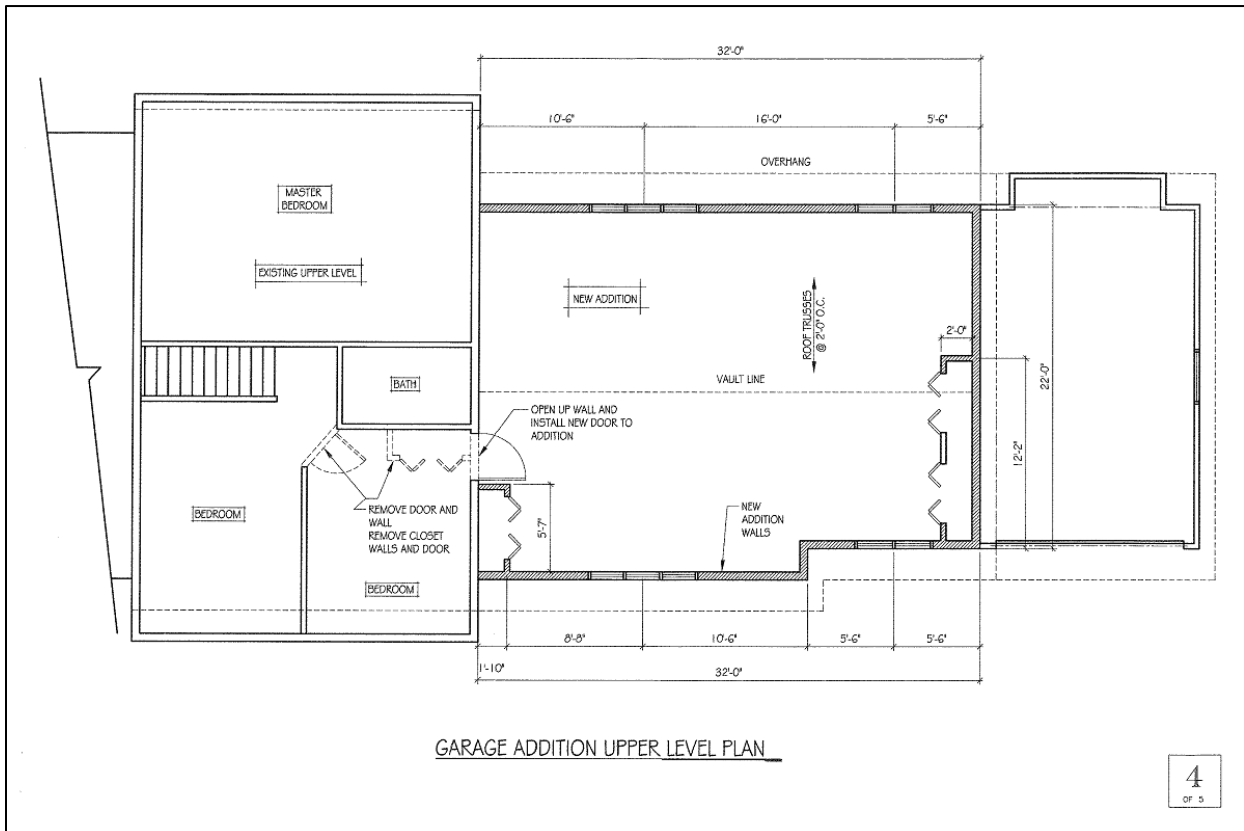 32'-0"
10'-6"
16'-0"
5'-6"
OVERHANG
MASTER
BEDROOM
EXISTING UPPER LEVEL
NEW ADDITION
ROOF TRUSSES
@ 2'-0" O.C.
2'-0"
22'-0"
VAULT LINE
BATH
OPEN UP WALL AND
INSTALL NEW DOOR TO
ADDITION
12'-2"
BEDROOM
REMOVE DOOR AND
WALL
REMOVE CLOSET
WALLS AND DOOR
5'-7"
NEW
ADDITION
WALLS
BEDROOM
8'-8"
10'-6"
5'-6"
5'-6"
1'-10"
32'-0"
GARAGE ADDITION UPPER LEVEL PLAN
4
OF 5